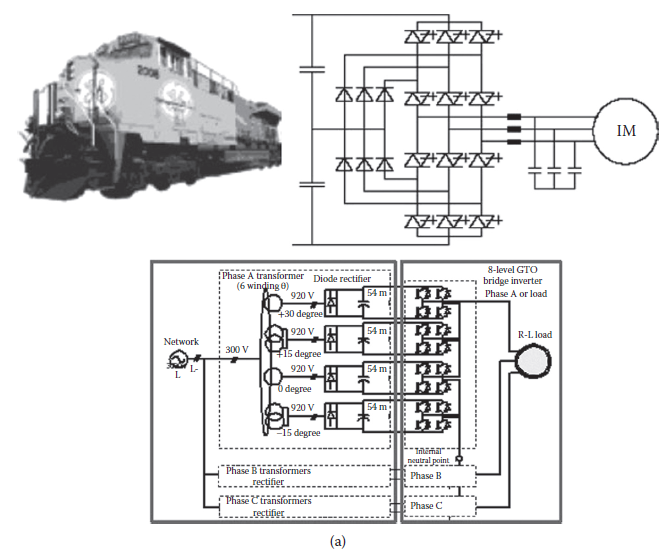 2008
IM
Phase A transformer
(6 winding θ)
Diode rectifier
8-level GTO
bridge inverter
Phase A or load
920 V
54 m
+30 degree
920 V
54 m
+15 degree
Network
300 V
L-
L
920 V
54 m
0 degree
920 V
54 m
−15 degree
R-L load
Internal
neutral point
Phase B transformers
rectifier
Phase B
Phase C transformers
rectifier
Phase C
(a)